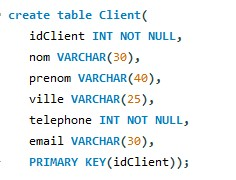 create table Client(
idClient INT NOT NULL,
nom VARCHAR(30),
prenom VARCHAR(40),
ville VARCHAR(25),
telephone INT NOT NULL,
email VARCHAR(30),
PRIMARY KEY(idClient));